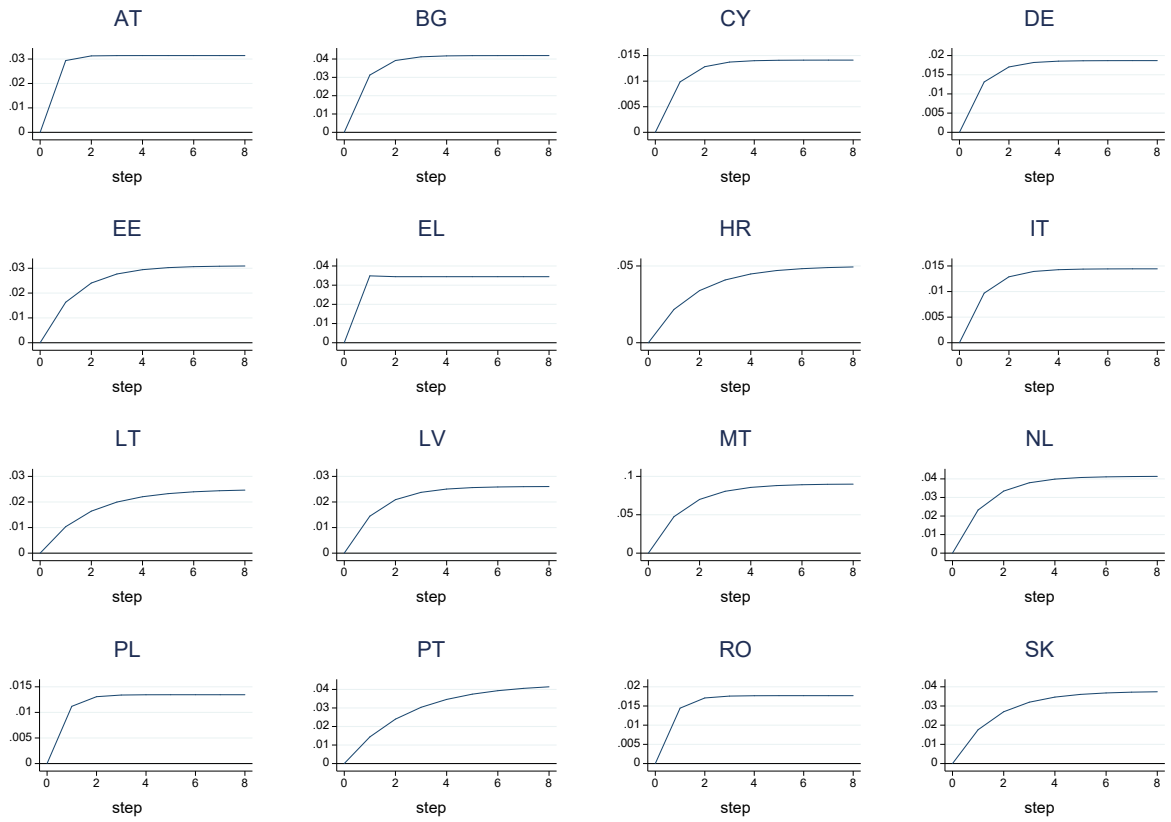 AT BG CY DE
.03 .04 .015 .02
.03 .015
.02 .01
.02 .01
.01 .005
.01 .005
0 0 0 0
0 2 4 6 8 0 2 4 6 8 0 2 4 6 8 0 2 4 6 8
step step step step
EE EL HR IT
.03 .04 .05 .015
.03
.02 .01
.02
.01 .005
.01
0 0 0 0
0 2 4 6 8 0 2 4 6 8 0 2 4 6 8 0 2 4 6 8
step step step step
LT LV MT NL
.03 .03 .1 .04
.03
.02 .02 .05
.02
.01 .01
.01
0 0 0 0
0 2 4 6 8 0 2 4 6 8 0 2 4 6 8 0 2 4 6 8
step step step step
PL PT RO SK
.015 .04 .02 .04
.03 .015 .03
.01
.02 .01 .02
.005
.01 .005 .01
0 0 0 0
0 2 4 6 8 0 2 4 6 8 0 2 4 6 8 0 2 4 6 8
step step step step